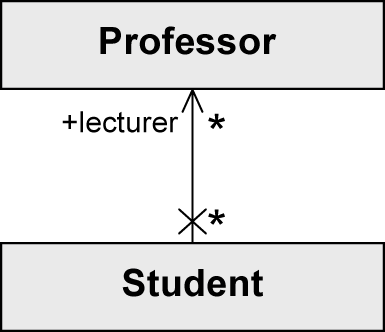 Professor
+lecturer *
*
Student